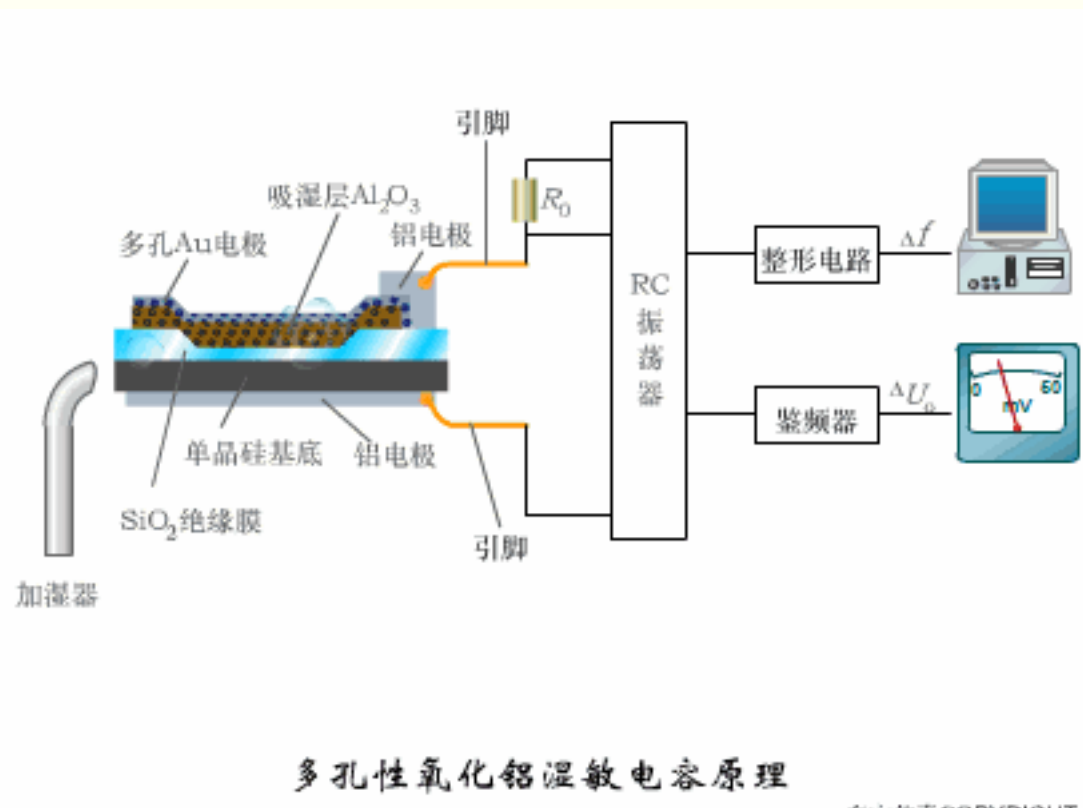 引脚
吸湿层Al₂O₃
R₀
多孔Au电极
铝电极
整形电路
Δf
RC
振
荡
器
0
60
mV
鉴频器
ΔUₒ
单晶硅基底
铝电极
SiO₂绝缘膜
引脚
加湿器
多孔性氧化铝湿敏电容原理